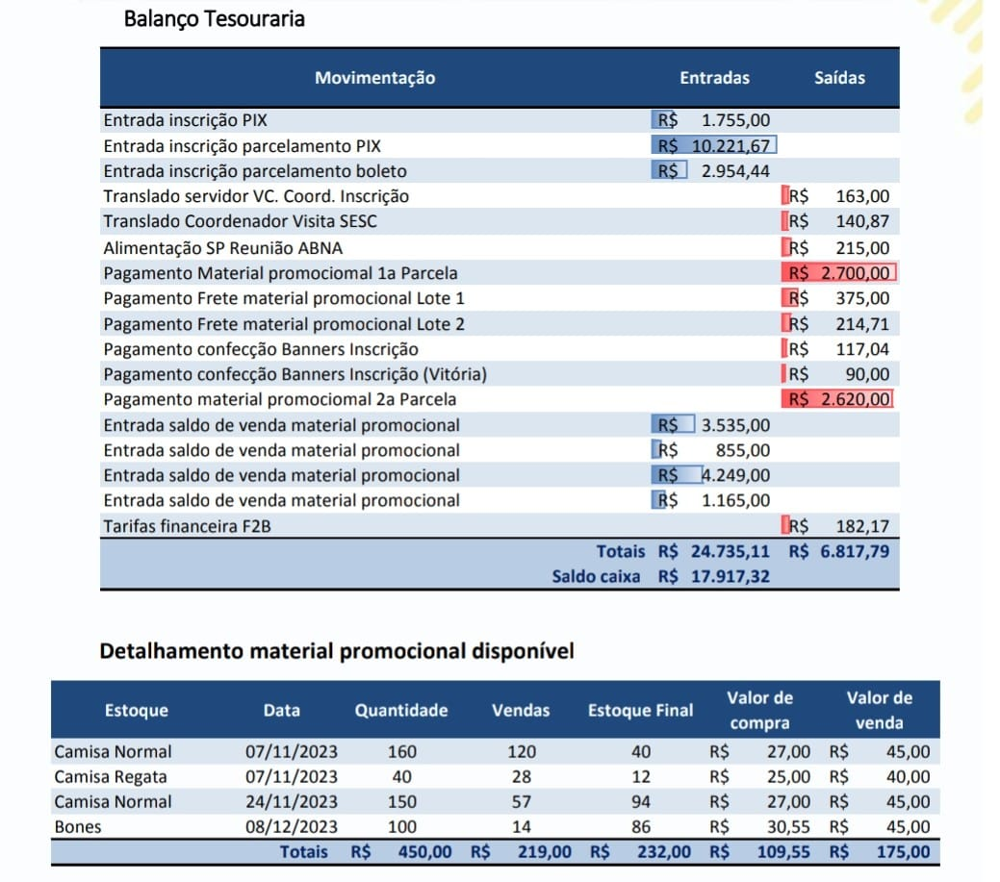 Balanço Tesouraria
Movimentação Entradas Saídas
Entrada inscrição PIX R$ 1.755,00
Entrada inscrição parcelamento PIX R$ 10.221,67
Entrada inscrição parcelamento boleto R$ 2.954,44
Translado servidor VC. Coord. Inscrição R$ 163,00
Translado Coordenador Visita SESC R$ 140,87
Alimentação SP Reunião ABNA R$ 215,00
Pagamento Material promociomal 1a Parcela R$ 2.700,00
Pagamento Frete material promocional Lote 1 R$ 375,00
Pagamento Frete material promocional Lote 2 R$ 214,71
Pagamento confecção Banners Inscrição R$ 117,04
Pagamento confecção Banners Inscrição (Vitória) R$ 90,00
Pagamento material promociomal 2a Parcela R$ 2.620,00
Entrada saldo de venda material promocional R$ 3.535,00
Entrada saldo de venda material promocional R$ 855,00
Entrada saldo de venda material promocional R$ 4.249,00
Entrada saldo de venda material promocional R$ 1.165,00
Tarifas financeira F2B R$ 182,17
Totais R$ 24.735,11 R$ 6.817,79
Saldo caixa R$ 17.917,32
Detalhamento material promocional disponível
Estoque Data Quantidade Vendas Estoque Final Valor de compra Valor de venda
Camisa Normal 07/11/2023 160 120 40 R$ 27,00 R$ 45,00
Camisa Regata 07/11/2023 40 28 12 R$ 25,00 R$ 40,00
Camisa Normal 24/11/2023 150 57 94 R$ 27,00 R$ 45,00
Bones 08/12/2023 100 14 86 R$ 30,55 R$ 45,00
Totais R$ 450,00 R$ 219,00 R$ 232,00 R$ 109,55 R$ 175,00